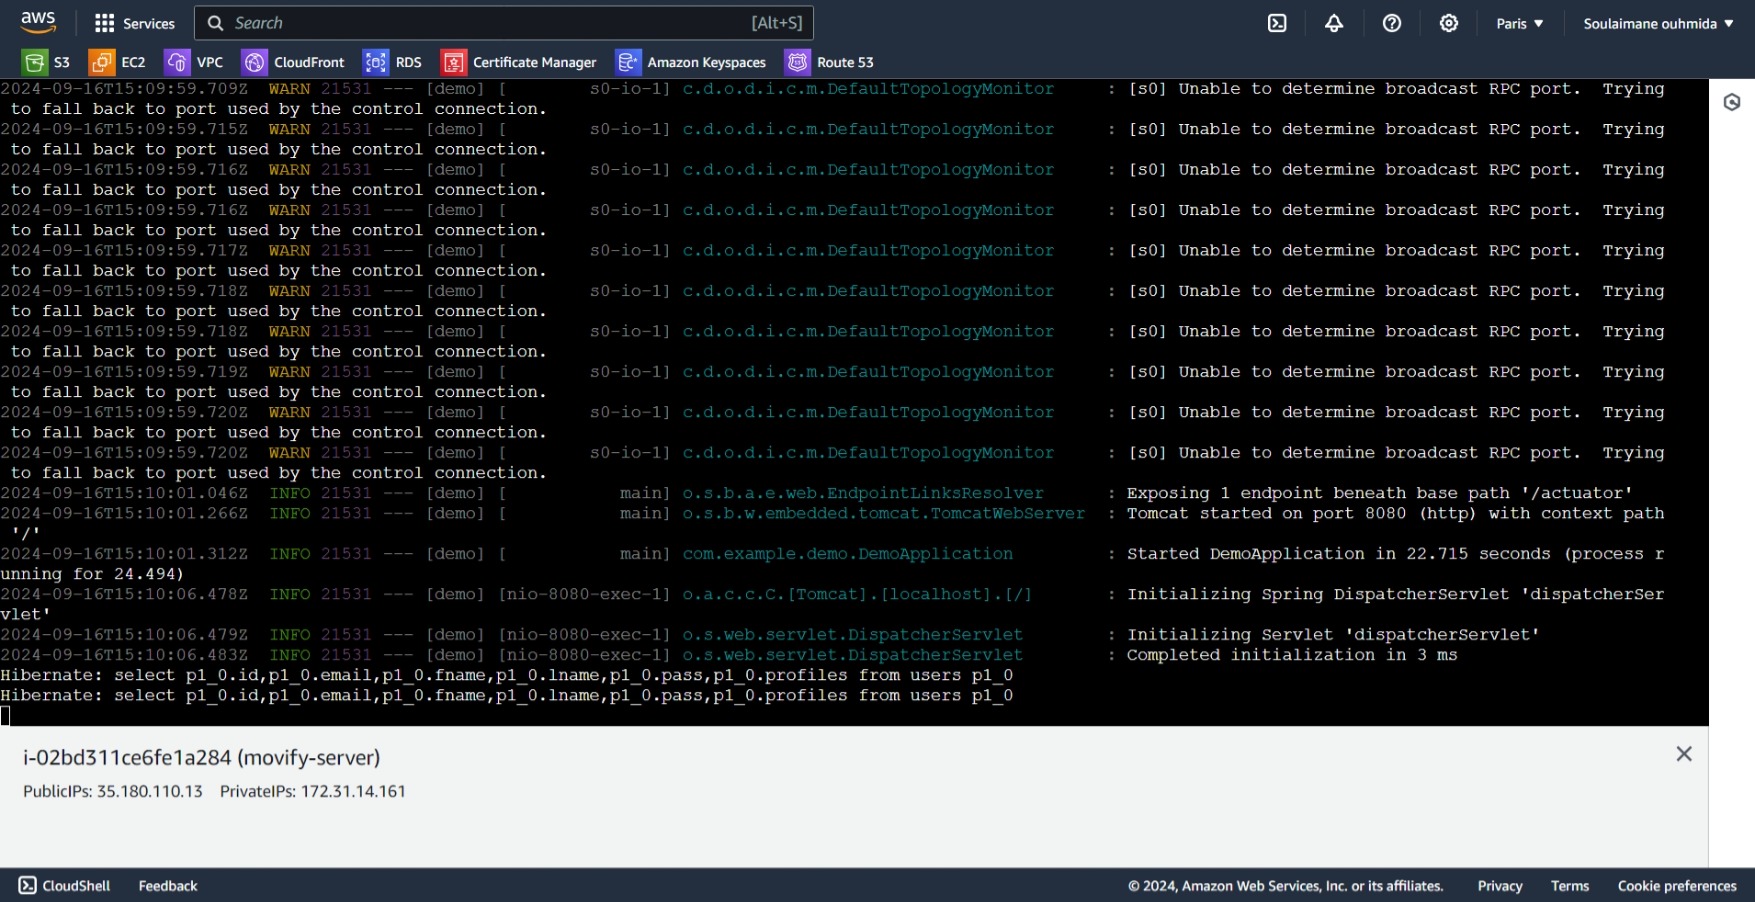 aws Services Search [Alt+S] Paris ▼ Soulaimane ouhmida ▼
S3 EC2 VPC CloudFront RDS Certificate Manager Amazon Keyspaces Route 53
2024-09-16T15:09:59.709Z  WARN 21531 --- [demo] [        s0-io-1] c.d.o.d.i.c.m.DefaultTopologyMonitor     : [s0] Unable to determine broadcast RPC port.  Trying
 to fall back to port used by the control connection.
2024-09-16T15:09:59.715Z  WARN 21531 --- [demo] [        s0-io-1] c.d.o.d.i.c.m.DefaultTopologyMonitor     : [s0] Unable to determine broadcast RPC port.  Trying
 to fall back to port used by the control connection.
2024-09-16T15:09:59.716Z  WARN 21531 --- [demo] [        s0-io-1] c.d.o.d.i.c.m.DefaultTopologyMonitor     : [s0] Unable to determine broadcast RPC port.  Trying
 to fall back to port used by the control connection.
2024-09-16T15:09:59.716Z  WARN 21531 --- [demo] [        s0-io-1] c.d.o.d.i.c.m.DefaultTopologyMonitor     : [s0] Unable to determine broadcast RPC port.  Trying
 to fall back to port used by the control connection.
2024-09-16T15:09:59.717Z  WARN 21531 --- [demo] [        s0-io-1] c.d.o.d.i.c.m.DefaultTopologyMonitor     : [s0] Unable to determine broadcast RPC port.  Trying
 to fall back to port used by the control connection.
2024-09-16T15:09:59.718Z  WARN 21531 --- [demo] [        s0-io-1] c.d.o.d.i.c.m.DefaultTopologyMonitor     : [s0] Unable to determine broadcast RPC port.  Trying
 to fall back to port used by the control connection.
2024-09-16T15:09:59.718Z  WARN 21531 --- [demo] [        s0-io-1] c.d.o.d.i.c.m.DefaultTopologyMonitor     : [s0] Unable to determine broadcast RPC port.  Trying
 to fall back to port used by the control connection.
2024-09-16T15:09:59.719Z  WARN 21531 --- [demo] [        s0-io-1] c.d.o.d.i.c.m.DefaultTopologyMonitor     : [s0] Unable to determine broadcast RPC port.  Trying
 to fall back to port used by the control connection.
2024-09-16T15:09:59.720Z  WARN 21531 --- [demo] [        s0-io-1] c.d.o.d.i.c.m.DefaultTopologyMonitor     : [s0] Unable to determine broadcast RPC port.  Trying
 to fall back to port used by the control connection.
2024-09-16T15:09:59.720Z  WARN 21531 --- [demo] [        s0-io-1] c.d.o.d.i.c.m.DefaultTopologyMonitor     : [s0] Unable to determine broadcast RPC port.  Trying
 to fall back to port used by the control connection.
2024-09-16T15:10:01.046Z  INFO 21531 --- [demo] [           main] o.s.b.a.e.web.EndpointLinksResolver      : Exposing 1 endpoint beneath base path '/actuator'
2024-09-16T15:10:01.266Z  INFO 21531 --- [demo] [           main] o.s.b.w.embedded.tomcat.TomcatWebServer  : Tomcat started on port 8080 (http) with context path
 '/'
2024-09-16T15:10:01.312Z  INFO 21531 --- [demo] [           main] com.example.demo.DemoApplication         : Started DemoApplication in 22.715 seconds (process r
unning for 24.494)
2024-09-16T15:10:06.478Z  INFO 21531 --- [demo] [nio-8080-exec-1] o.a.c.c.C.[Tomcat].[localhost].[/]       : Initializing Spring DispatcherServlet 'dispatcherSer
vlet'
2024-09-16T15:10:06.479Z  INFO 21531 --- [demo] [nio-8080-exec-1] o.s.web.servlet.DispatcherServlet        : Initializing Servlet 'dispatcherServlet'
2024-09-16T15:10:06.483Z  INFO 21531 --- [demo] [nio-8080-exec-1] o.s.web.servlet.DispatcherServlet        : Completed initialization in 3 ms
Hibernate: select p1_0.id,p1_0.email,p1_0.fname,p1_0.lname,p1_0.pass,p1_0.profiles from users p1_0
Hibernate: select p1_0.id,p1_0.email,p1_0.fname,p1_0.lname,p1_0.pass,p1_0.profiles from users p1_0
i-02bd311ce6fe1a284 (movify-server)
PublicIPs: 35.180.110.13 PrivateIPs: 172.31.14.161
CloudShell Feedback © 2024, Amazon Web Services, Inc. or its affiliates. Privacy Terms Cookie preferences